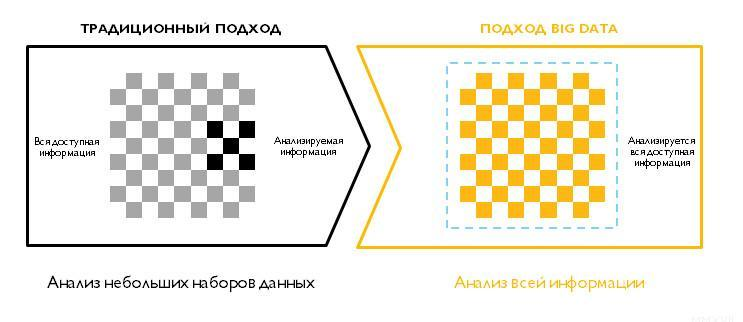 ТРАДИЦИОННЫЙ ПОДХОД
Вся доступная
информация
Анализируемая
информация
Анализ небольших наборов данных
ПОДХОД BIG DATA
Анализируется
вся доступная
информация
Анализ всей информации